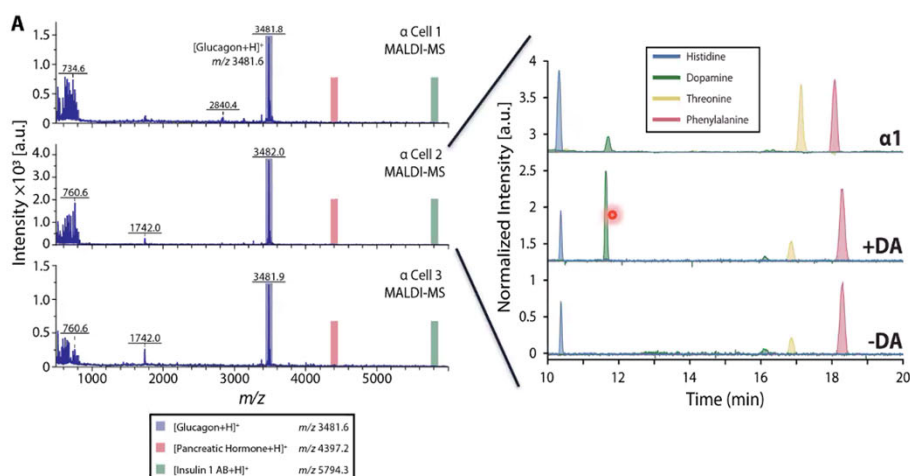 A
Intensity ×10³ [a.u.]
1.5
1.0
0.5
0
734.6
2840.4
[Glucagon+H]⁺
m/z 3481.6
3481.8
α Cell 1
MALDI-MS
4.0
3.0
2.0
1.0
0
760.6
1742.0
3482.0
α Cell 2
MALDI-MS
1.5
1.0
0.5
0
760.6
1742.0
3481.9
α Cell 3
MALDI-MS
1000 2000 3000 4000 5000
m/z
[Glucagon+H]⁺ m/z 3481.6
[Pancreatic Hormone+H]⁺ m/z 4397.2
[Insulin 1 AB+H]⁺ m/z 5794.3
Normalized Intensity [a.u.]
4
3
2.5
1.5
1
0
Histidine
Dopamine
Threonine
Phenylalanine
α1
+DA
-DA
10 12 14 16 18 20
Time (min)